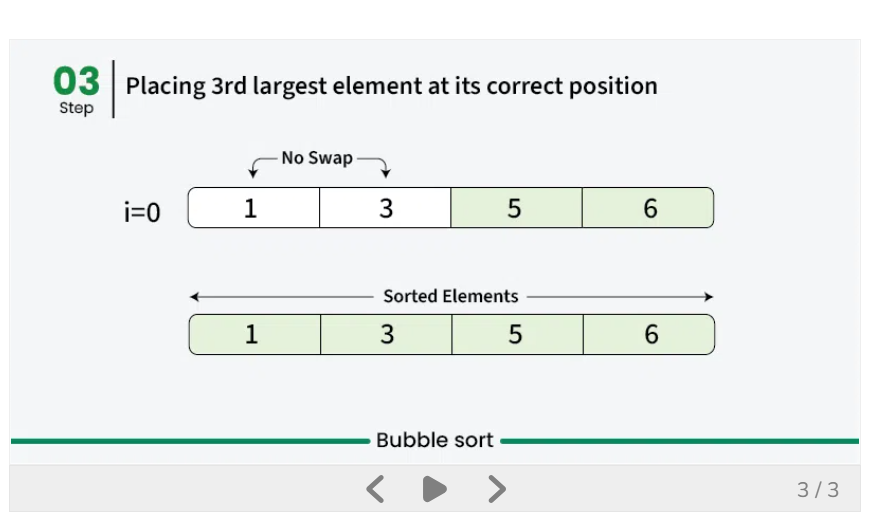 03
Step
Placing 3rd largest element at its correct position
No Swap
i=0
1 3 5 6
Sorted Elements
1 3 5 6
Bubble sort
3 / 3